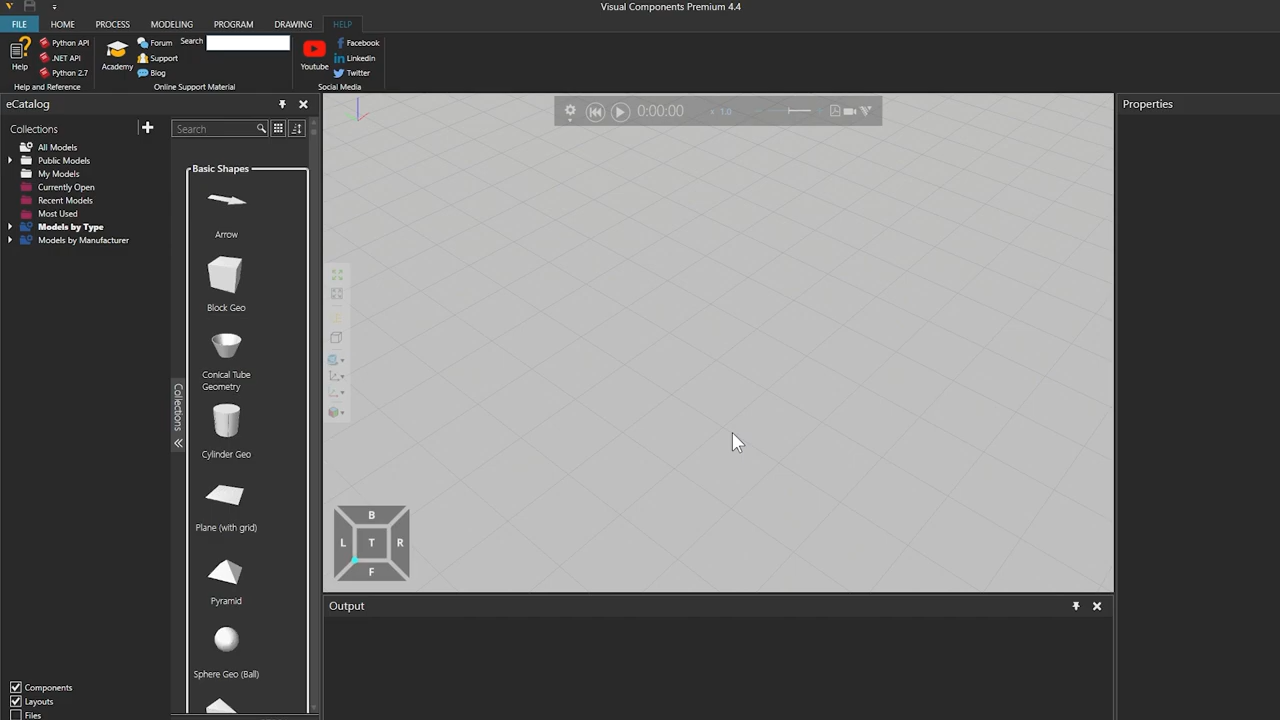 Visual Components Premium 4.4
FILE HOME PROCESS MODELING PROGRAM DRAWING HELP
Help
Python API
.NET API
Python 2.7
Help and Reference
Academy
Forum
Support
Blog
Search
Online Support Material
Youtube
Facebook
Linkedin
Twitter
Social Media
eCatalog
Collections
All Models
Public Models
My Models
Currently Open
Recent Models
Most Used
Models by Type
Models by Manufacturer
Components
Layouts
Files
Collections
Search
Basic Shapes
Arrow
Block Geo
Conical Tube
Geometry
Cylinder Geo
Plane (with grid)
Pyramid
Sphere Geo (Ball)
0:00:00
x 1.0
B
L T R
F
Output
Properties